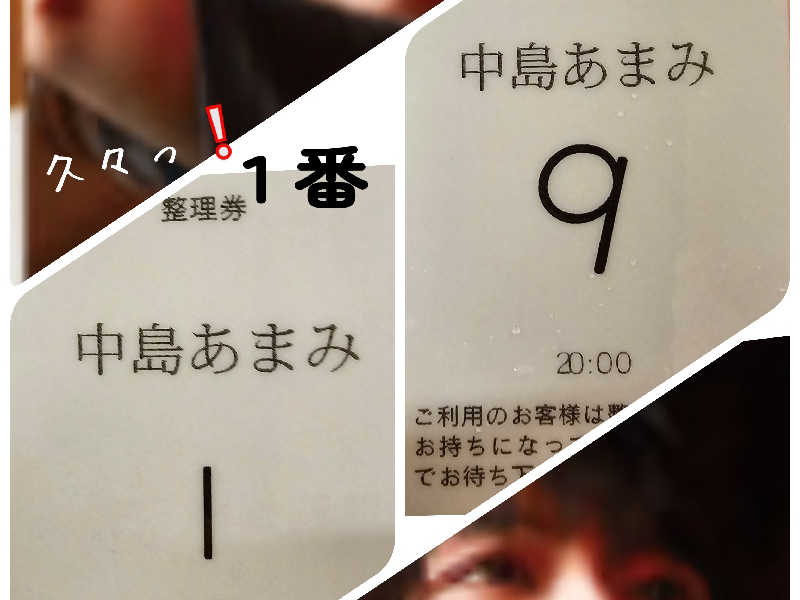 久々っ❗
1番
整理券
中島あまみ
1
中島あまみ
9
20:00
ご利用のお客様は整
お持ちになっ
でお待ち下